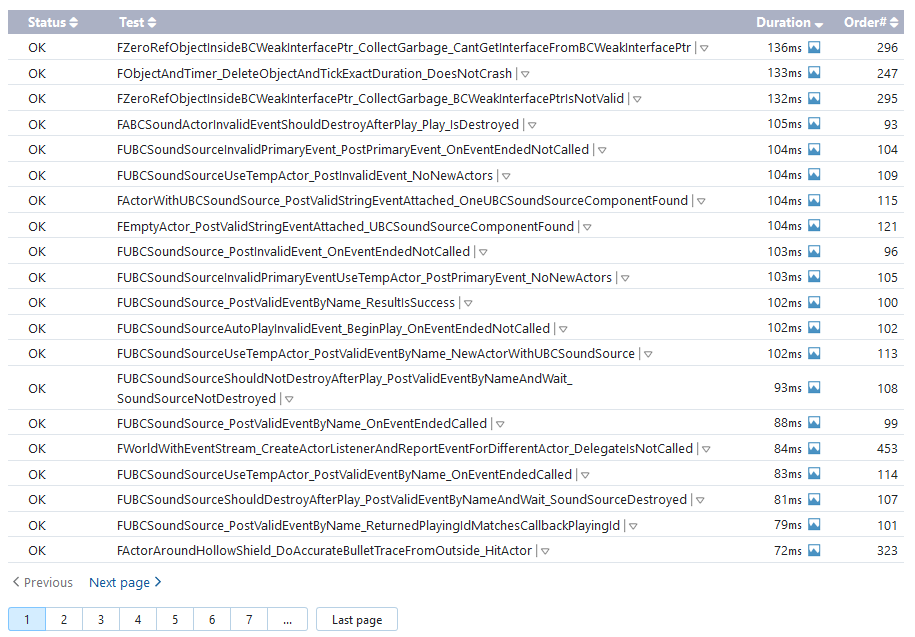 Status Test Duration Order#
OK FZeroRefObjectInsideBCWeakInterfacePtr_CollectGarbage_CantGetInterfaceFromBCWeakInterfacePtr | 136ms 296
OK FObjectAndTimer_DeleteObjectAndTickExactDuration_DoesNotCrash | 133ms 247
OK FZeroRefObjectInsideBCWeakInterfacePtr_CollectGarbage_BCWeakInterfacePtrIsNotValid | 132ms 295
OK FABCSoundActorInvalidEventShouldDestroyAfterPlay_Play_IsDestroyed | 105ms 93
OK FUBCSoundSourceInvalidPrimaryEvent_PostPrimaryEvent_OnEventEndedNotCalled | 104ms 104
OK FUBCSoundSourceUseTempActor_PostInvalidEvent_NoNewActors | 104ms 109
OK FActorWithUBCSoundSource_PostValidStringEventAttached_OneUBCSoundSourceComponentFound | 104ms 115
OK FEmptyActor_PostValidStringEventAttached_UBCSoundSourceComponentFound | 104ms 121
OK FUBCSoundSource_PostInvalidEvent_OnEventEndedNotCalled | 103ms 96
OK FUBCSoundSourceInvalidPrimaryEventUseTempActor_PostPrimaryEvent_NoNewActors | 103ms 105
OK FUBCSoundSource_PostValidEventByName_ResultIsSuccess | 102ms 100
OK FUBCSoundSourceAutoPlayInvalidEvent_BeginPlay_OnEventEndedNotCalled | 102ms 102
OK FUBCSoundSourceUseTempActor_PostValidEventByName_NewActorWithUBCSoundSource | 102ms 113
OK FUBCSoundSourceShouldNotDestroyAfterPlay_PostValidEventByNameAndWait_ 93ms 108
SoundSourceNotDestroyed |
OK FUBCSoundSource_PostValidEventByName_OnEventEndedCalled | 88ms 99
OK FWorldWithEventStream_CreateActorListenerAndReportEventForDifferentActor_DelegateIsNotCalled | 84ms 453
OK FUBCSoundSourceUseTempActor_PostValidEventByName_OnEventEndedCalled | 83ms 114
OK FUBCSoundSourceShouldDestroyAfterPlay_PostValidEventByNameAndWait_SoundSourceDestroyed | 81ms 107
OK FUBCSoundSource_PostValidEventByName_ReturnedPlayingIdMatchesCallbackPlayingId | 79ms 101
OK FActorAroundHollowShield_DoAccurateBulletTraceFromOutside_HitActor | 72ms 323
Previous Next page
1 2 3 4 5 6 7 ... Last page